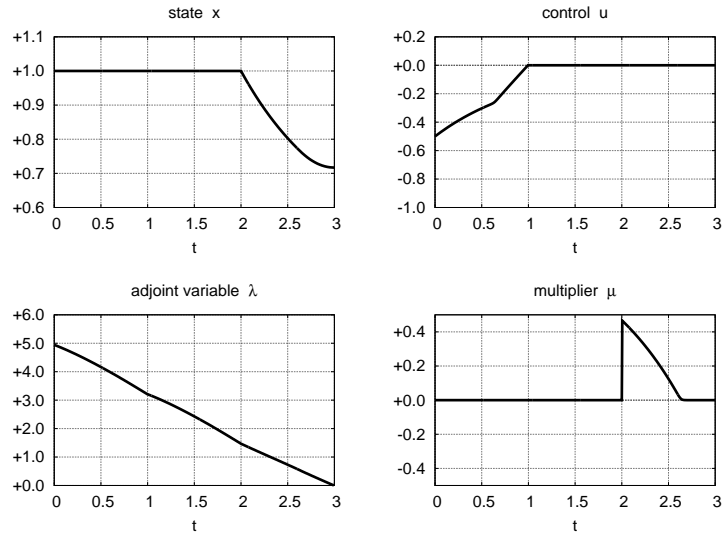 state x
+1.1
+1.0
+0.9
+0.8
+0.7
+0.6
0 0.5 1 1.5 2 2.5 3
t
control u
+0.2
+0.0
-0.2
-0.4
-0.6
-0.8
-1.0
0 0.5 1 1.5 2 2.5 3
t
adjoint variable λ
+6.0
+5.0
+4.0
+3.0
+2.0
+1.0
+0.0
0 0.5 1 1.5 2 2.5 3
t
multiplier μ
+0.4
+0.2
+0.0
-0.2
-0.4
0 0.5 1 1.5 2 2.5 3
t